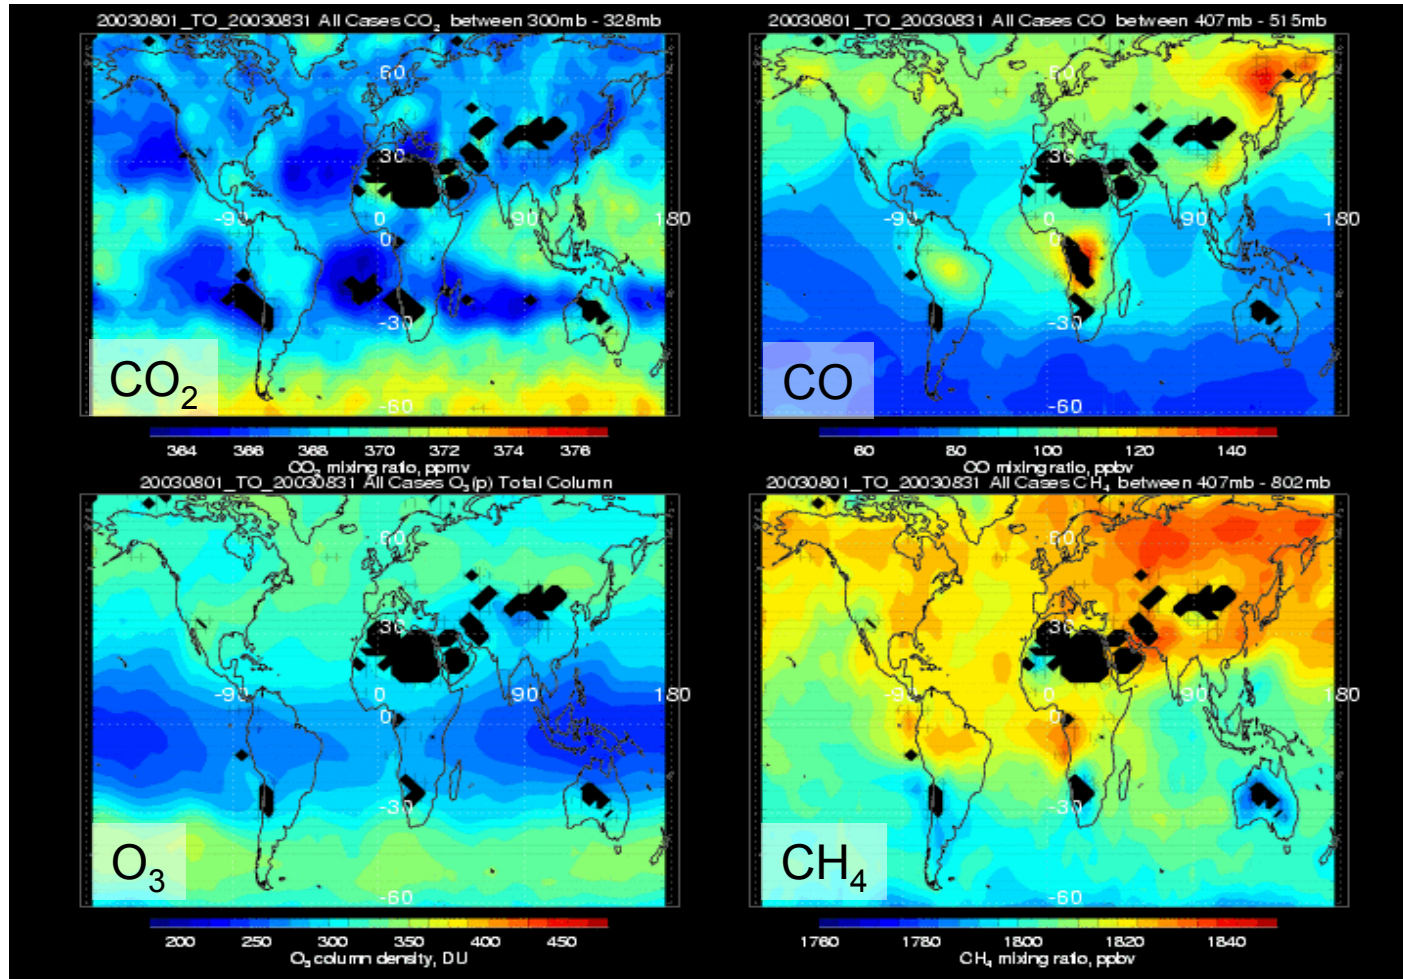 20030801_TO_20030831 All Cases CO₂ between 300mb - 328mb
60
30
-90 0 90 180
0
-30
-60
CO₂
364 366 368 370 372 374 376
CO₂ mixing ratio, ppmv
20030801_TO_20030831 All Cases CO between 407mb - 515mb
60
30
-90 0 90 180
0
-30
-60
CO
60 80 100 120 140
CO mixing ratio, ppbv
20030801_TO_20030831 All Cases O₃(p) Total Column
60
30
-90 0 90 180
0
-30
-60
O₃
200 250 300 350 400 450
O₃ column density, DU
20030801_TO_20030831 All Cases CH₄ between 407mb - 802mb
60
30
-90 0 90 180
0
-30
-60
CH₄
1760 1780 1800 1820 1840
CH₄ mixing ratio, ppbv